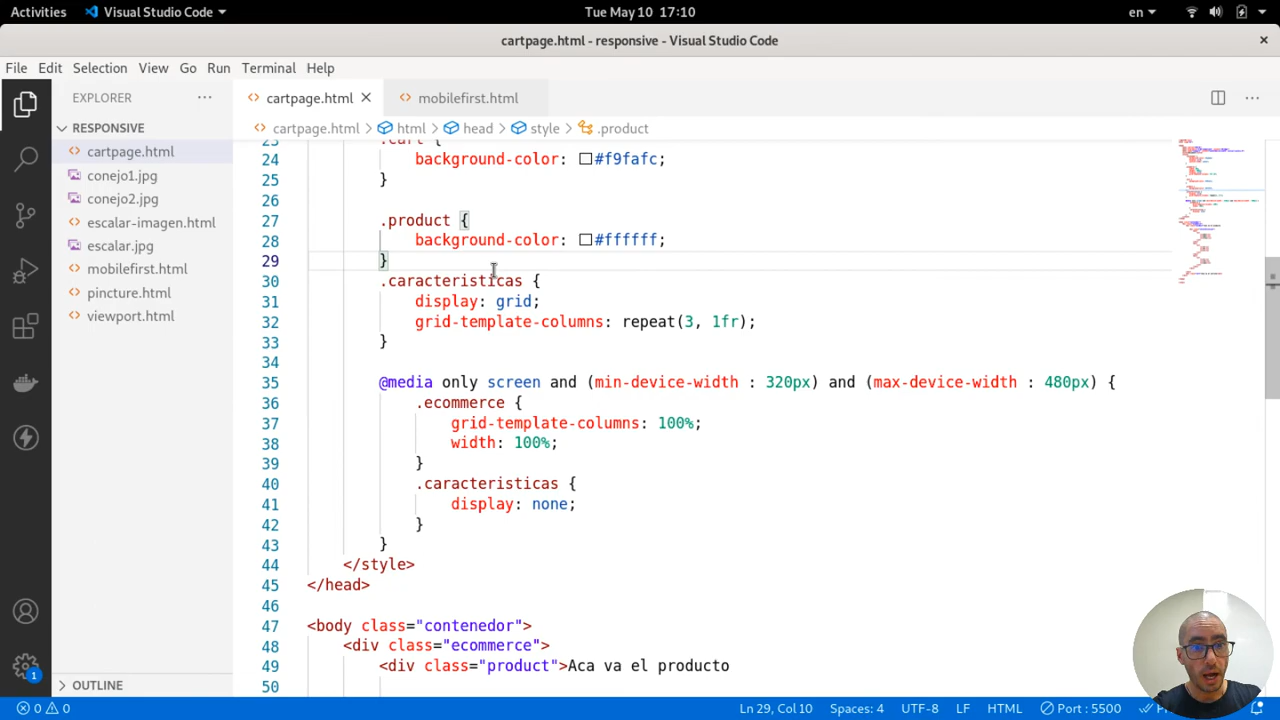 Activities Visual Studio Code Tue May 10 17:10 en
cartpage.html - responsive - Visual Studio Code
File Edit Selection View Go Run Terminal Help
EXPLORER
RESPONSIVE
cartpage.html
conejo1.jpg
conejo2.jpg
escalar-imagen.html
escalar.jpg
mobilefirst.html
pincture.html
viewport.html
OUTLINE
1
cartpage.html mobilefirst.html
cartpage.html > html > head > style > .product
23 .cart {
24 background-color: #f9fafc;
25 }
26
27 .product {
28 background-color: #ffffff;
29 }
30 .caracteristicas {
31 display: grid;
32 grid-template-columns: repeat(3, 1fr);
33 }
34
35 @media only screen and (min-device-width : 320px) and (max-device-width : 480px) {
36 .ecommerce {
37 grid-template-columns: 100%;
38 width: 100%;
39 }
40 .caracteristicas {
41 display: none;
42 }
43 }
44 </style>
45 </head>
46
47 <body class="contenedor">
48 <div class="ecommerce">
49 <div class="product">Aca va el producto
50
0 0 Ln 29, Col 10 Spaces: 4 UTF-8 LF HTML Port : 5500